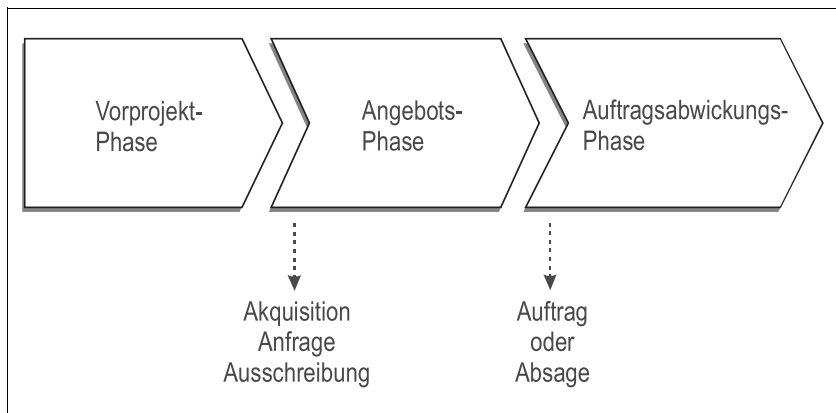 Vorprojekt-
Phase
Angebots-
Phase
Auftragsabwickungs-
Phase
Akquisition
Anfrage
Ausschreibung
Auftrag
oder
Absage